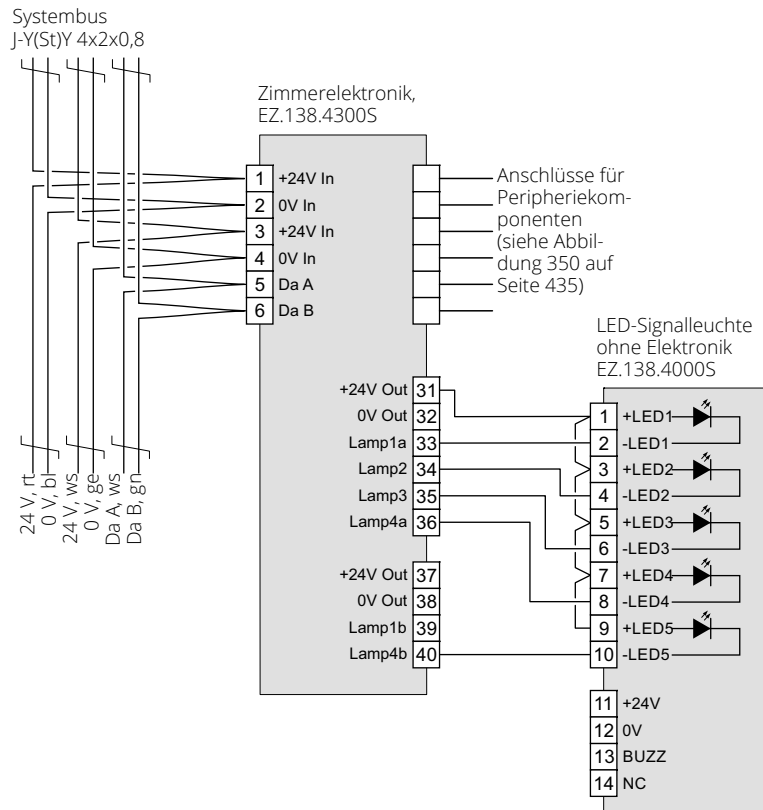 Systembus
J-Y(St)Y 4x2x0,8
Zimmerelektronik,
EZ.138.4300S
1 +24V In
2 0V In
3 +24V In
4 0V In
5 Da A
6 Da B
Anschlüsse für
Peripheriekom-
ponenten
(siehe Abbil-
dung 350 auf
Seite 435)
24 V, rt
0 V, bl
24 V, ws
0 V, ge
Da A, ws
Da B, gn
+24V Out 31
0V Out 32
Lamp1a 33
Lamp2 34
Lamp3 35
Lamp4a 36
+24V Out 37
0V Out 38
Lamp1b 39
Lamp4b 40
LED-Signalleuchte
ohne Elektronik
EZ.138.4000S
1 +LED1
2 -LED1
3 +LED2
4 -LED2
5 +LED3
6 -LED3
7 +LED4
8 -LED4
9 +LED5
10 -LED5
11 +24V
12 0V
13 BUZZ
14 NC